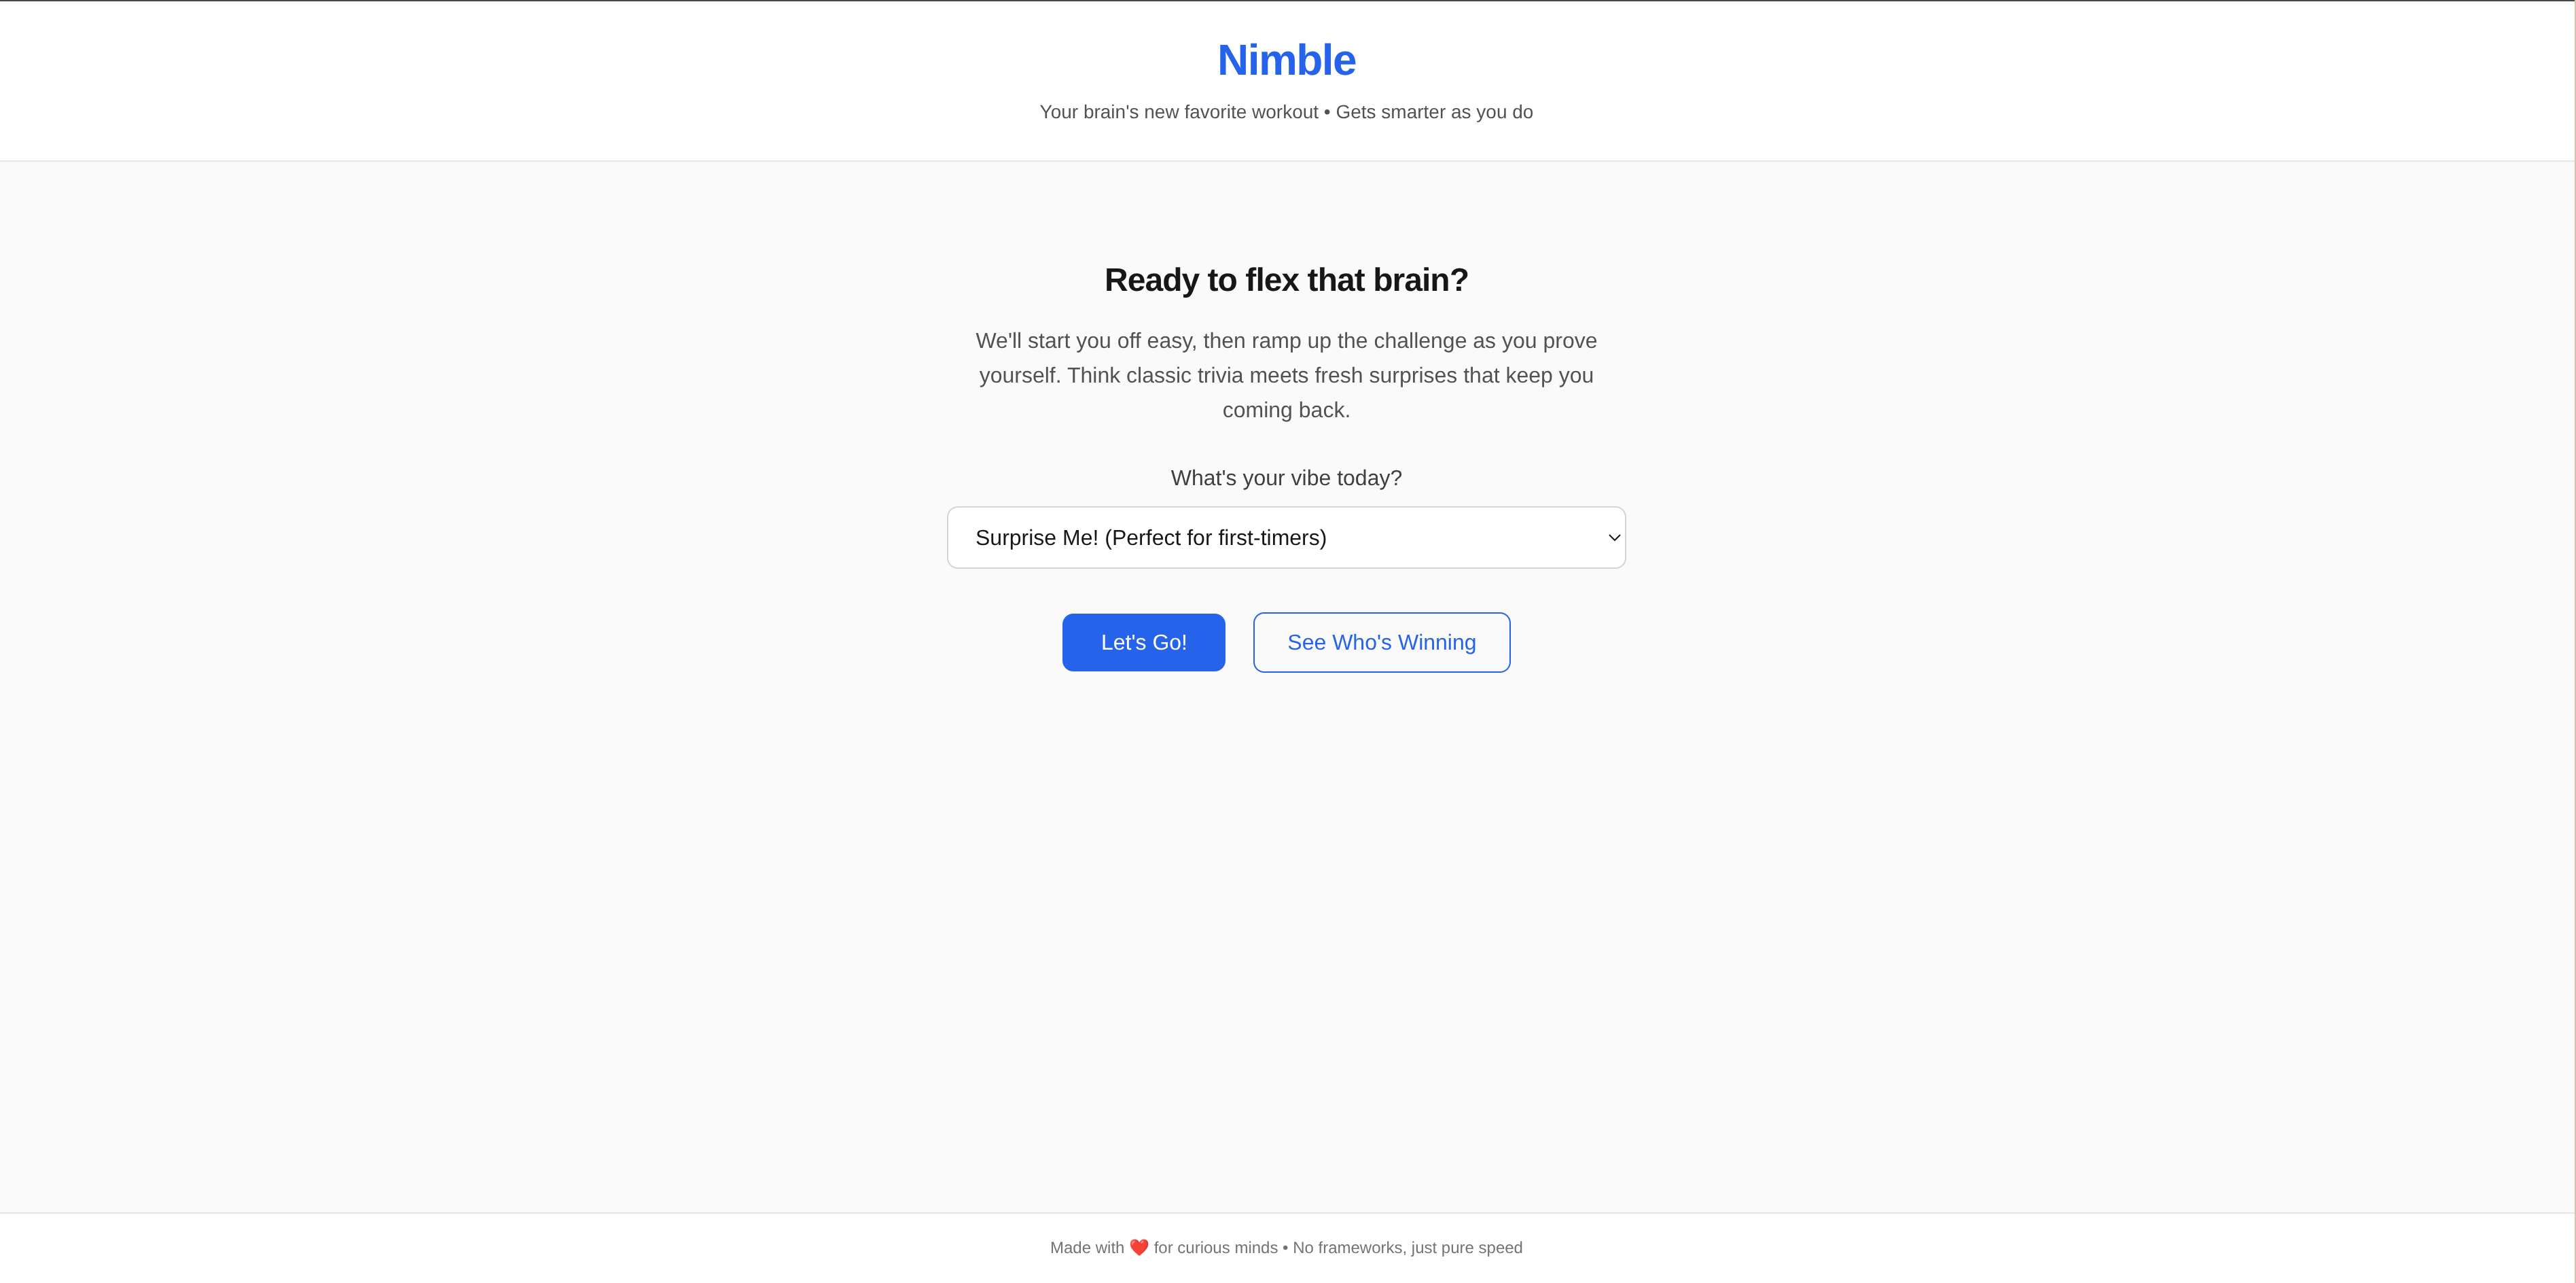 Nimble
Your brain's new favorite workout • Gets smarter as you do
Ready to flex that brain?
We'll start you off easy, then ramp up the challenge as you prove
yourself. Think classic trivia meets fresh surprises that keep you
coming back.
What's your vibe today?
Surprise Me! (Perfect for first-timers)
Let's Go!
See Who's Winning
Made with ❤️ for curious minds • No frameworks, just pure speed